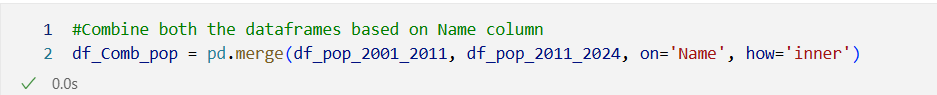 1 #Combine both the dataframes based on Name column
2 df_Comb_pop = pd.merge(df_pop_2001_2011, df_pop_2011_2024, on='Name', how='inner')
✓ 0.0s